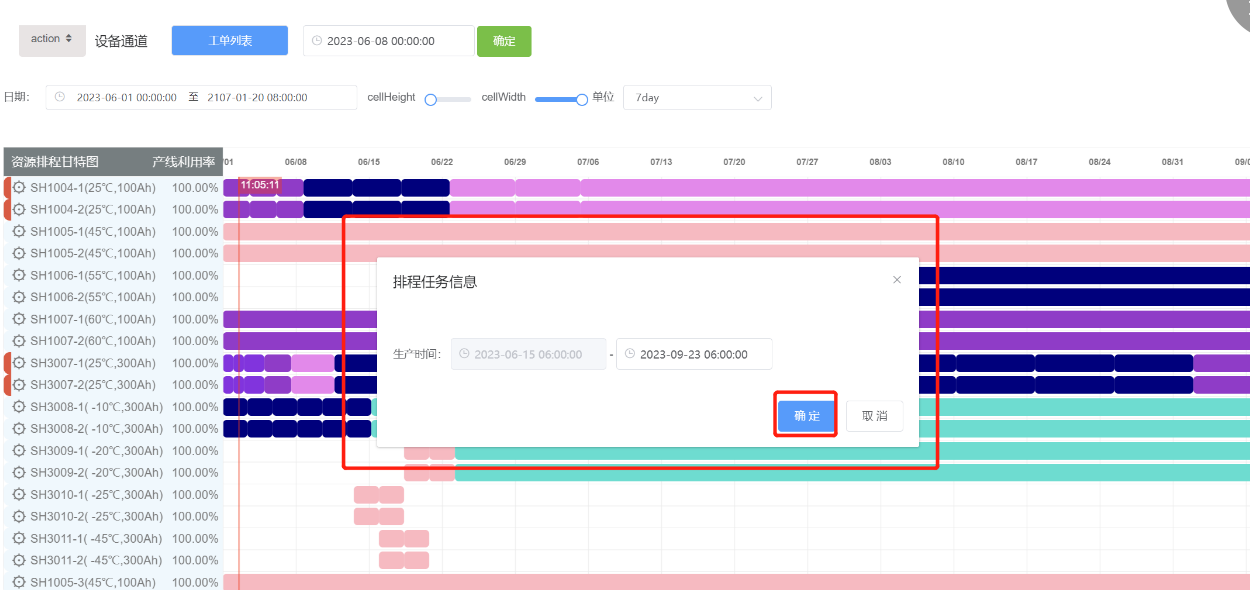 action 设备通道 工单列表 2023-06-08 00:00:00 确定
日期: 2023-06-01 00:00:00 至 2107-01-20 08:00:00 cellHeight cellWidth 单位 7day
资源排程甘特图 产线利用率 /01 06/08 06/15 06/22 06/29 07/06 07/13 07/20 07/27 08/03 08/10 08/17 08/24 08/31 09/0
SH1004-1(25℃,100Ah) 100.00% 11:05:11
SH1004-2(25℃,100Ah) 100.00%
SH1005-1(45℃,100Ah) 100.00%
SH1005-2(45℃,100Ah) 100.00%
SH1006-1(55℃,100Ah) 100.00%
排程任务信息
SH1006-2(55℃,100Ah) 100.00%
SH1007-1(60℃,100Ah) 100.00%
SH1007-2(60℃,100Ah) 100.00%
生产时间: 2023-06-15 06:00:00 - 2023-09-23 06:00:00
SH3007-1(25℃,300Ah) 100.00%
SH3007-2(25℃,300Ah) 100.00%
SH3008-1( -10℃,300Ah) 100.00%
确定 取消
SH3008-2( -10℃,300Ah) 100.00%
SH3009-1( -20℃,300Ah) 100.00%
SH3009-2( -20℃,300Ah) 100.00%
SH3010-1( -25℃,300Ah) 100.00%
SH3010-2( -25℃,300Ah) 100.00%
SH3011-1( -45℃,300Ah) 100.00%
SH3011-2( -45℃,300Ah) 100.00%
SH1005-3(45℃,100Ah) 100.00%